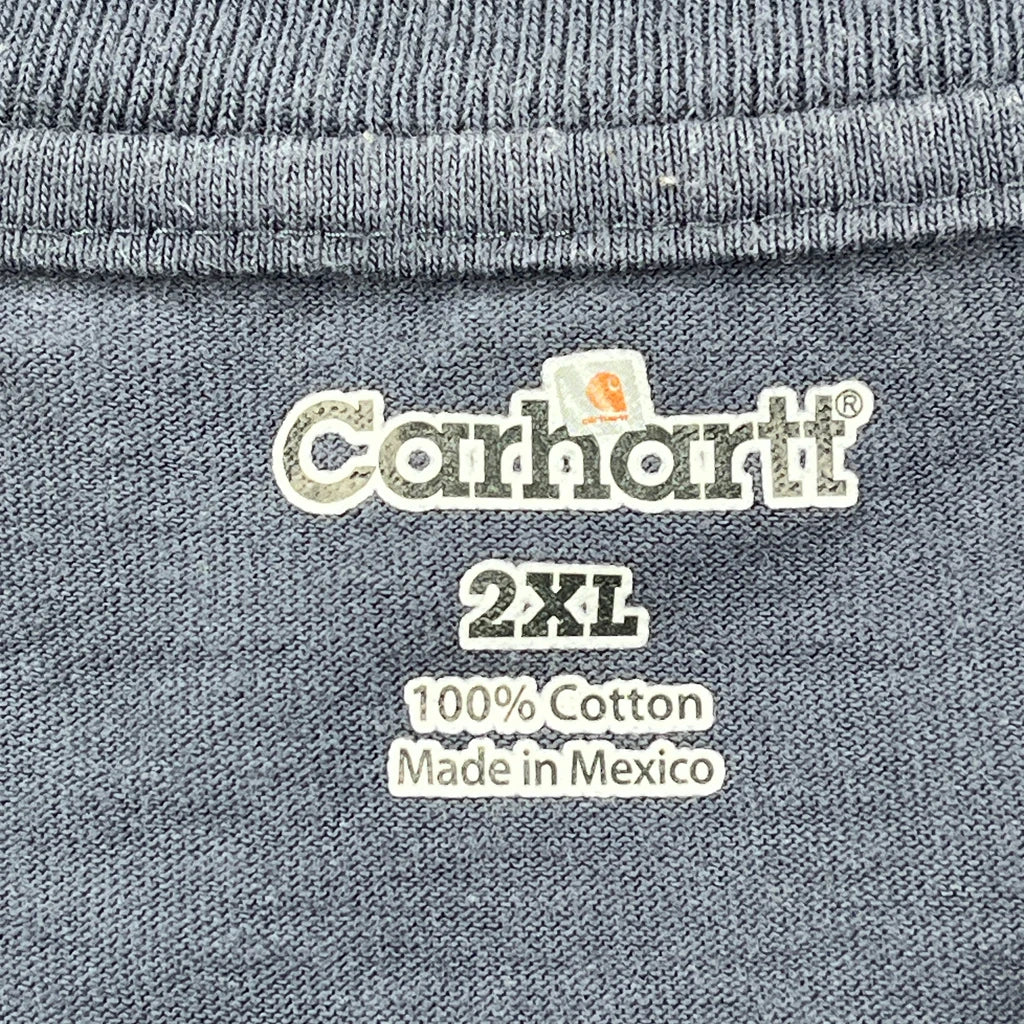 Carhartt®
2XL
100% Cotton
Made in Mexico